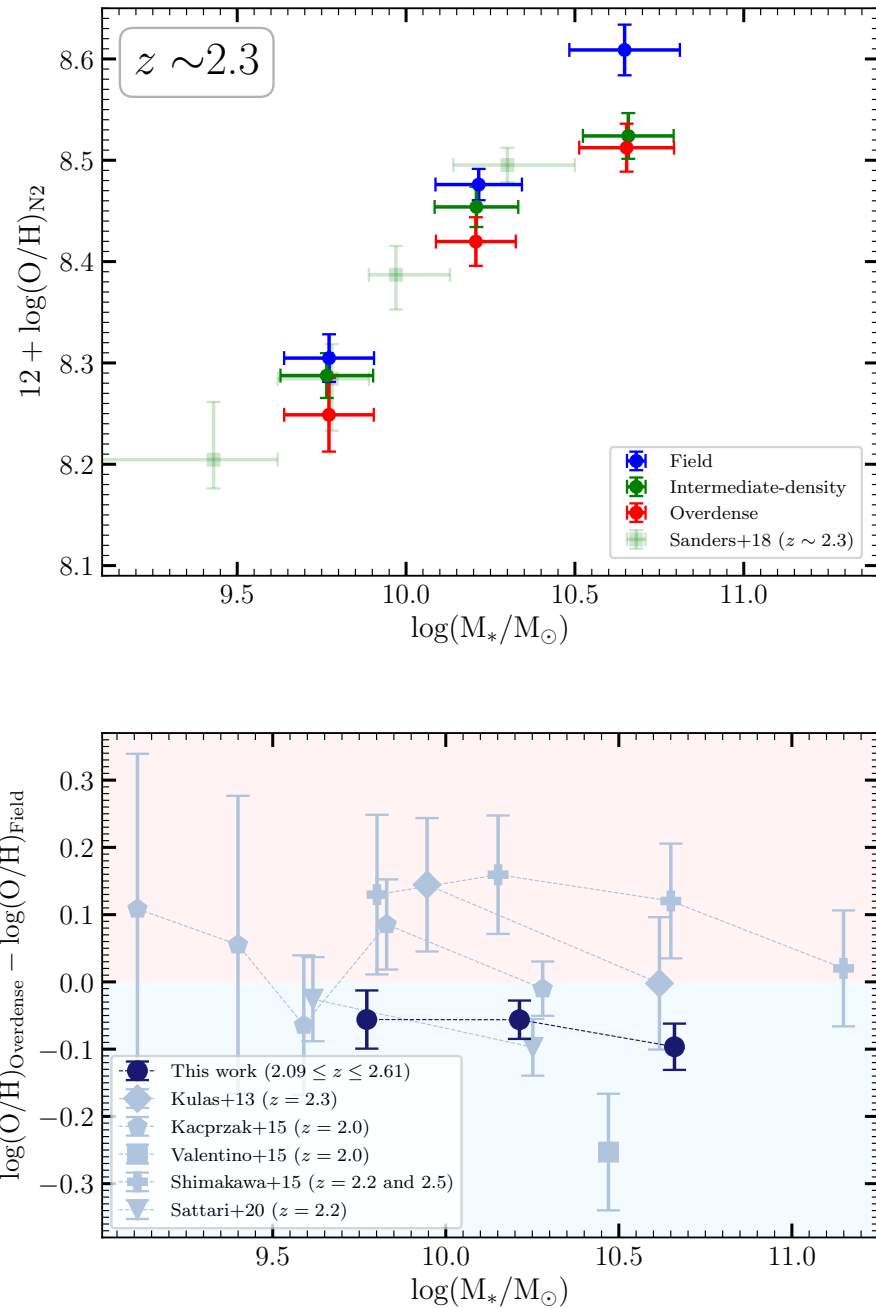 z ∼2.3
8.6
8.5
8.4
8.3
8.2
8.1
12 + log(O/H)N2
Field
Intermediate-density
Overdense
Sanders+18 (z ∼ 2.3)
9.5 10.0 10.5 11.0
log(M∗/M⊙)
0.3
0.2
0.1
0.0
−0.1
−0.2
−0.3
log(O/H)Overdense − log(O/H)Field
This work (2.09 ≤ z ≤ 2.61)
Kulas+13 (z = 2.3)
Kacprzak+15 (z = 2.0)
Valentino+15 (z = 2.0)
Shimakawa+15 (z = 2.2 and 2.5)
Sattari+20 (z = 2.2)
9.5 10.0 10.5 11.0
log(M∗/M⊙)